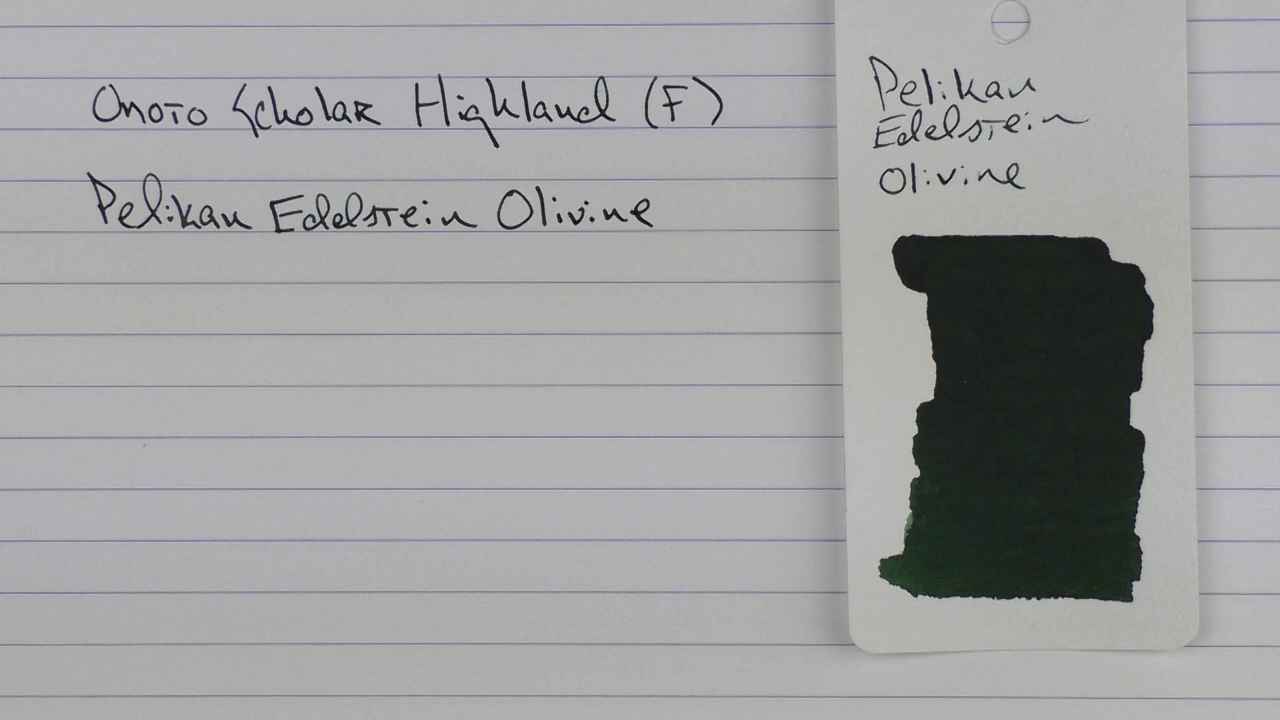 Onoto Scholar Highland (F)
Pelikan Edelstein Olivine
Pelikan
Edelstein
Olivine